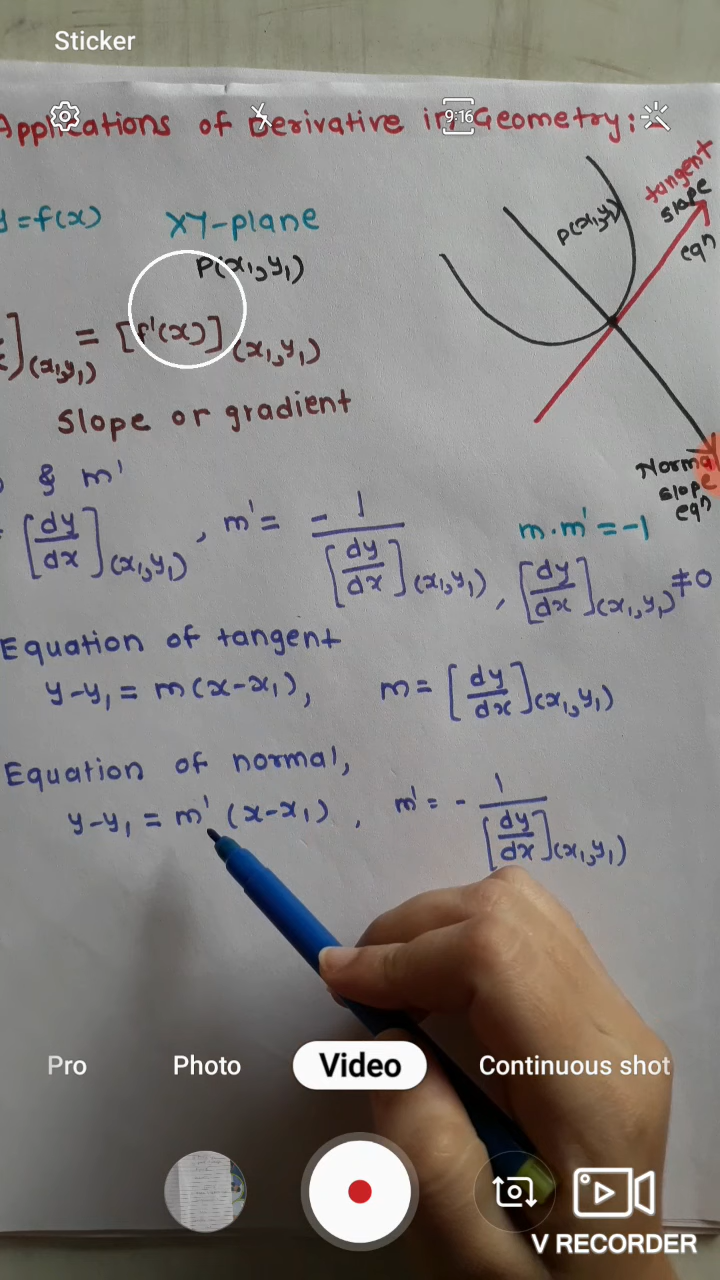 Sticker
9:16
Applications of Derivative in Geometry:-
y=f(x) XY-plane
P(x₁,y₁)
P(x₁,y₁)
tangent
slope
eqⁿ
](x₁,y₁) = [f'(x)](x₁,y₁)
Slope or gradient
& m'
Normal
slope
eqⁿ
[dy/dx](x₁,y₁), m' = - 1/[dy/dx](x₁,y₁), [dy/dx](x₁,y₁) ≠0
m.m' = -1
Equation of tangent
y-y₁ = m(x-x₁), m = [dy/dx](x₁,y₁)
Equation of normal,
y-y₁ = m' (x-x₁), m' = - 1/[dy/dx](x₁,y₁)
Pro Photo Video Continuous shot
V RECORDER